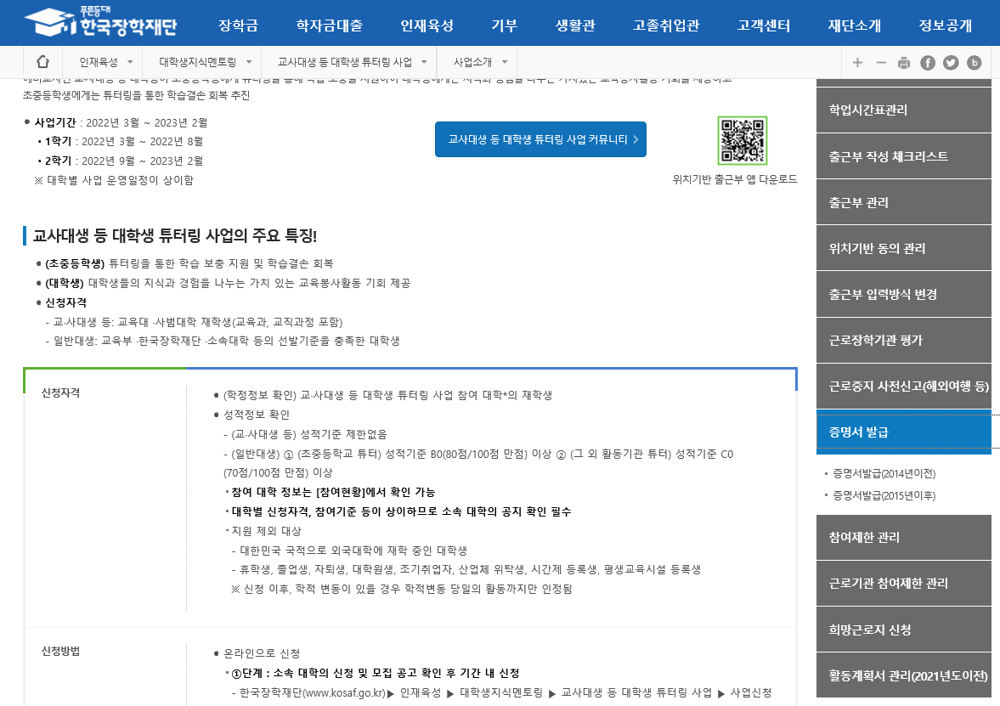 푸른등대
한국장학재단
장학금 학자금대출 인재육성 기부 생활관 고졸취업관 고객센터 재단소개 정보공개
인재육성 대학생지식멘토링 교사대생 등 대학생 튜터링 사업 사업소개
초중등학생에게는 튜터링을 통한 학습결손 회복 추진
• 사업기간 : 2022년 3월 ~ 2023년 2월
• 1학기 : 2022년 3월 ~ 2022년 8월
• 2학기 : 2022년 9월 ~ 2023년 2월
※ 대학별 사업 운영일정이 상이함
교사대생 등 대학생 튜터링 사업 커뮤니티
위치기반 출근부 앱 다운로드
교사대생 등 대학생 튜터링 사업의 주요 특징!
• (초중등학생) 튜터링을 통한 학습 보충 지원 및 학습결손 회복
• (대학생) 대학생들의 지식과 경험을 나누는 가치 있는 교육봉사활동 기회 제공
• 신청자격
- 교·사대생 등: 교육대 ·사범대학 재학생(교육과, 교직과정 포함)
- 일반대생: 교육부 ·한국장학재단 ·소속대학 등의 선발기준을 충족한 대학생
신청자격
• (학정정보 확인) 교·사대생 등 대학생 튜터링 사업 참여 대학*의 재학생
• 성적정보 확인
- (교·사대생 등) 성적기준 제한없음
- (일반대생) ① (초중등학교 튜터) 성적기준 B0(80점/100점 만점) 이상 ② (그 외 활동기관 튜터) 성적기준 C0
(70점/100점 만점) 이상
• 참여 대학 정보는 [참여현황]에서 확인 가능
• 대학별 신청자격, 참여기준 등이 상이하므로 소속 대학의 공지 확인 필수
• 지원 제외 대상
- 대한민국 국적으로 외국대학에 재학 중인 대학생
- 휴학생, 졸업생, 자퇴생, 대학원생, 조기취업자, 산업체 위탁생, 시간제 등록생, 평생교육시설 등록생
※ 신청 이후, 학적 변동이 있을 경우 학적변동 당일의 활동까지만 인정됨
신청방법
• 온라인으로 신청
• ①단계 : 소속 대학의 신청 및 모집 공고 확인 후 기간 내 신청
- 한국장학재단(www.kosaf.go.kr)▶ 인재육성 ▶ 대학생지식멘토링 ▶ 교사대생 등 대학생 튜터링 사업 ▶ 사업신청
학업시간표관리
출근부 작성 체크리스트
출근부 관리
위치기반 동의 관리
출근부 입력방식 변경
근로장학기관 평가
근로중지 사전신고(해외여행 등)
증명서 발급
• 증명서발급(2014년이전)
• 증명서발급(2015년이후)
참여제한 관리
근로기관 참여제한 관리
희망근로지 신청
활동계획서 관리(2021년도이전)